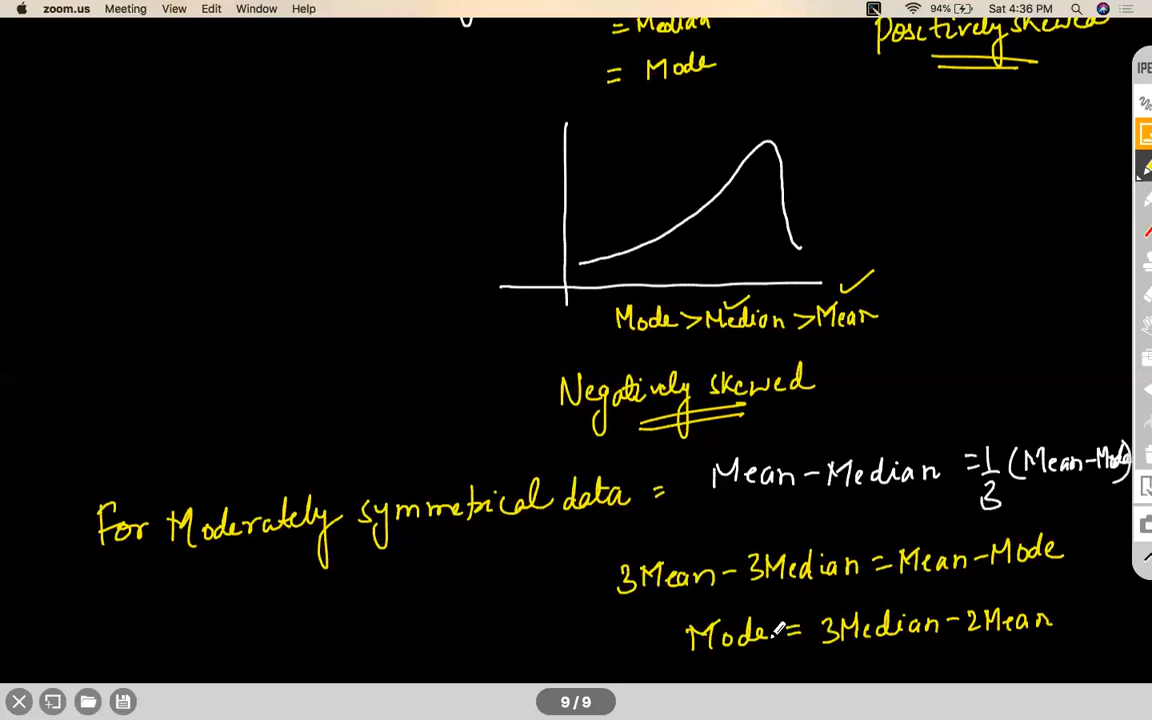 zoom.us Meeting View Edit Window Help 94% Sat 4:36 PM
= Median
= Mode
Positively skewed
Mode > Median > Mean
Negatively skewed
For Moderately symmetrical data = Mean - Median = 1/3 (Mean - Mode)
3Mean - 3Median = Mean - Mode
Mode = 3Median - 2Mean
9 / 9